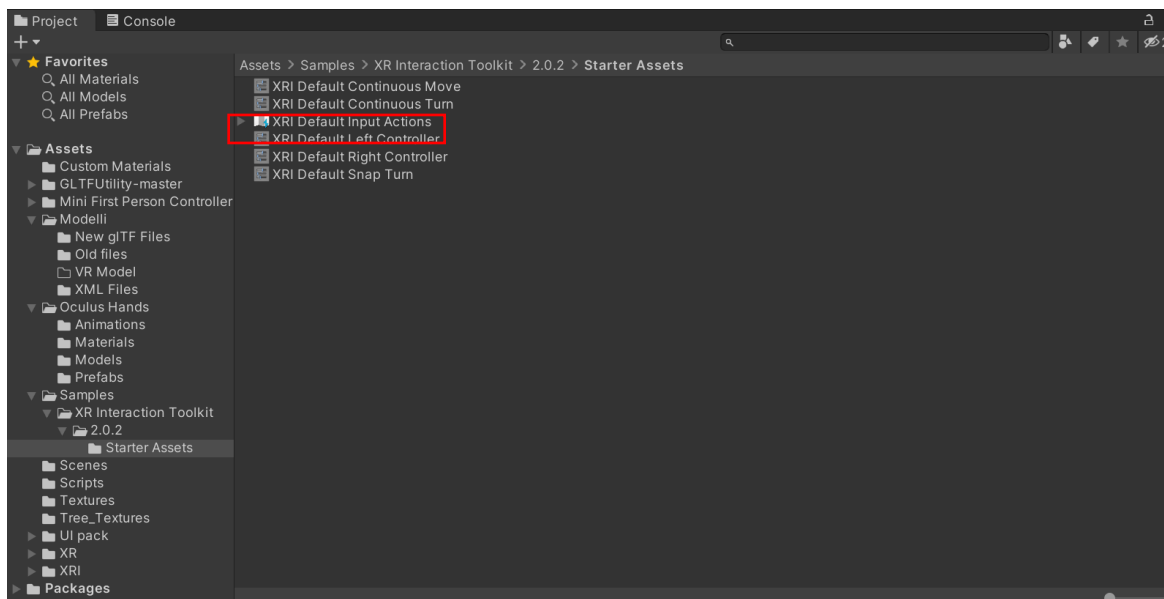 Project
Console
Favorites
All Materials
All Models
All Prefabs
Assets
Custom Materials
GLTFUtility-master
Mini First Person Controller
Modelli
New glTF Files
Old files
VR Model
XML Files
Oculus Hands
Animations
Materials
Models
Prefabs
Samples
XR Interaction Toolkit
2.0.2
Starter Assets
Scenes
Scripts
Textures
Tree_Textures
UI pack
XR
XRI
Packages
Assets > Samples > XR Interaction Toolkit > 2.0.2 > Starter Assets
XRI Default Continuous Move
XRI Default Continuous Turn
XRI Default Input Actions
XRI Default Left Controller
XRI Default Right Controller
XRI Default Snap Turn